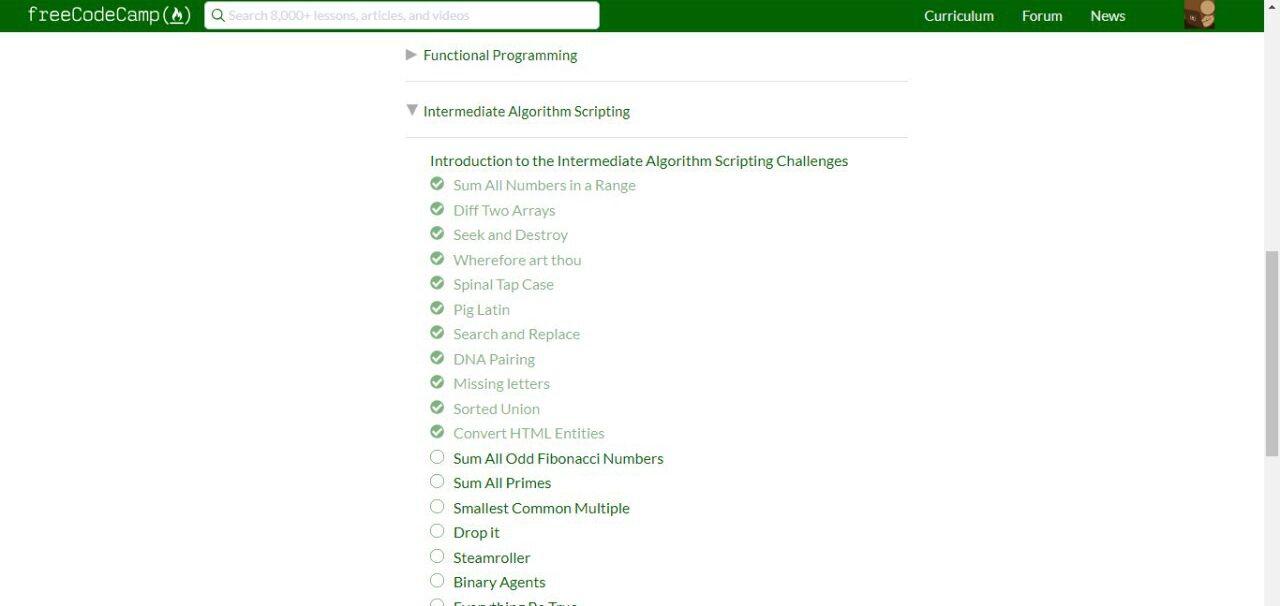 freeCodeCamp
Search 8,000+ lessons, articles, and videos
Curriculum
Forum
News
Functional Programming
Intermediate Algorithm Scripting
Introduction to the Intermediate Algorithm Scripting Challenges
Sum All Numbers in a Range
Diff Two Arrays
Seek and Destroy
Wherefore art thou
Spinal Tap Case
Pig Latin
Search and Replace
DNA Pairing
Missing letters
Sorted Union
Convert HTML Entities
Sum All Odd Fibonacci Numbers
Sum All Primes
Smallest Common Multiple
Drop it
Steamroller
Binary Agents
Everything Be True